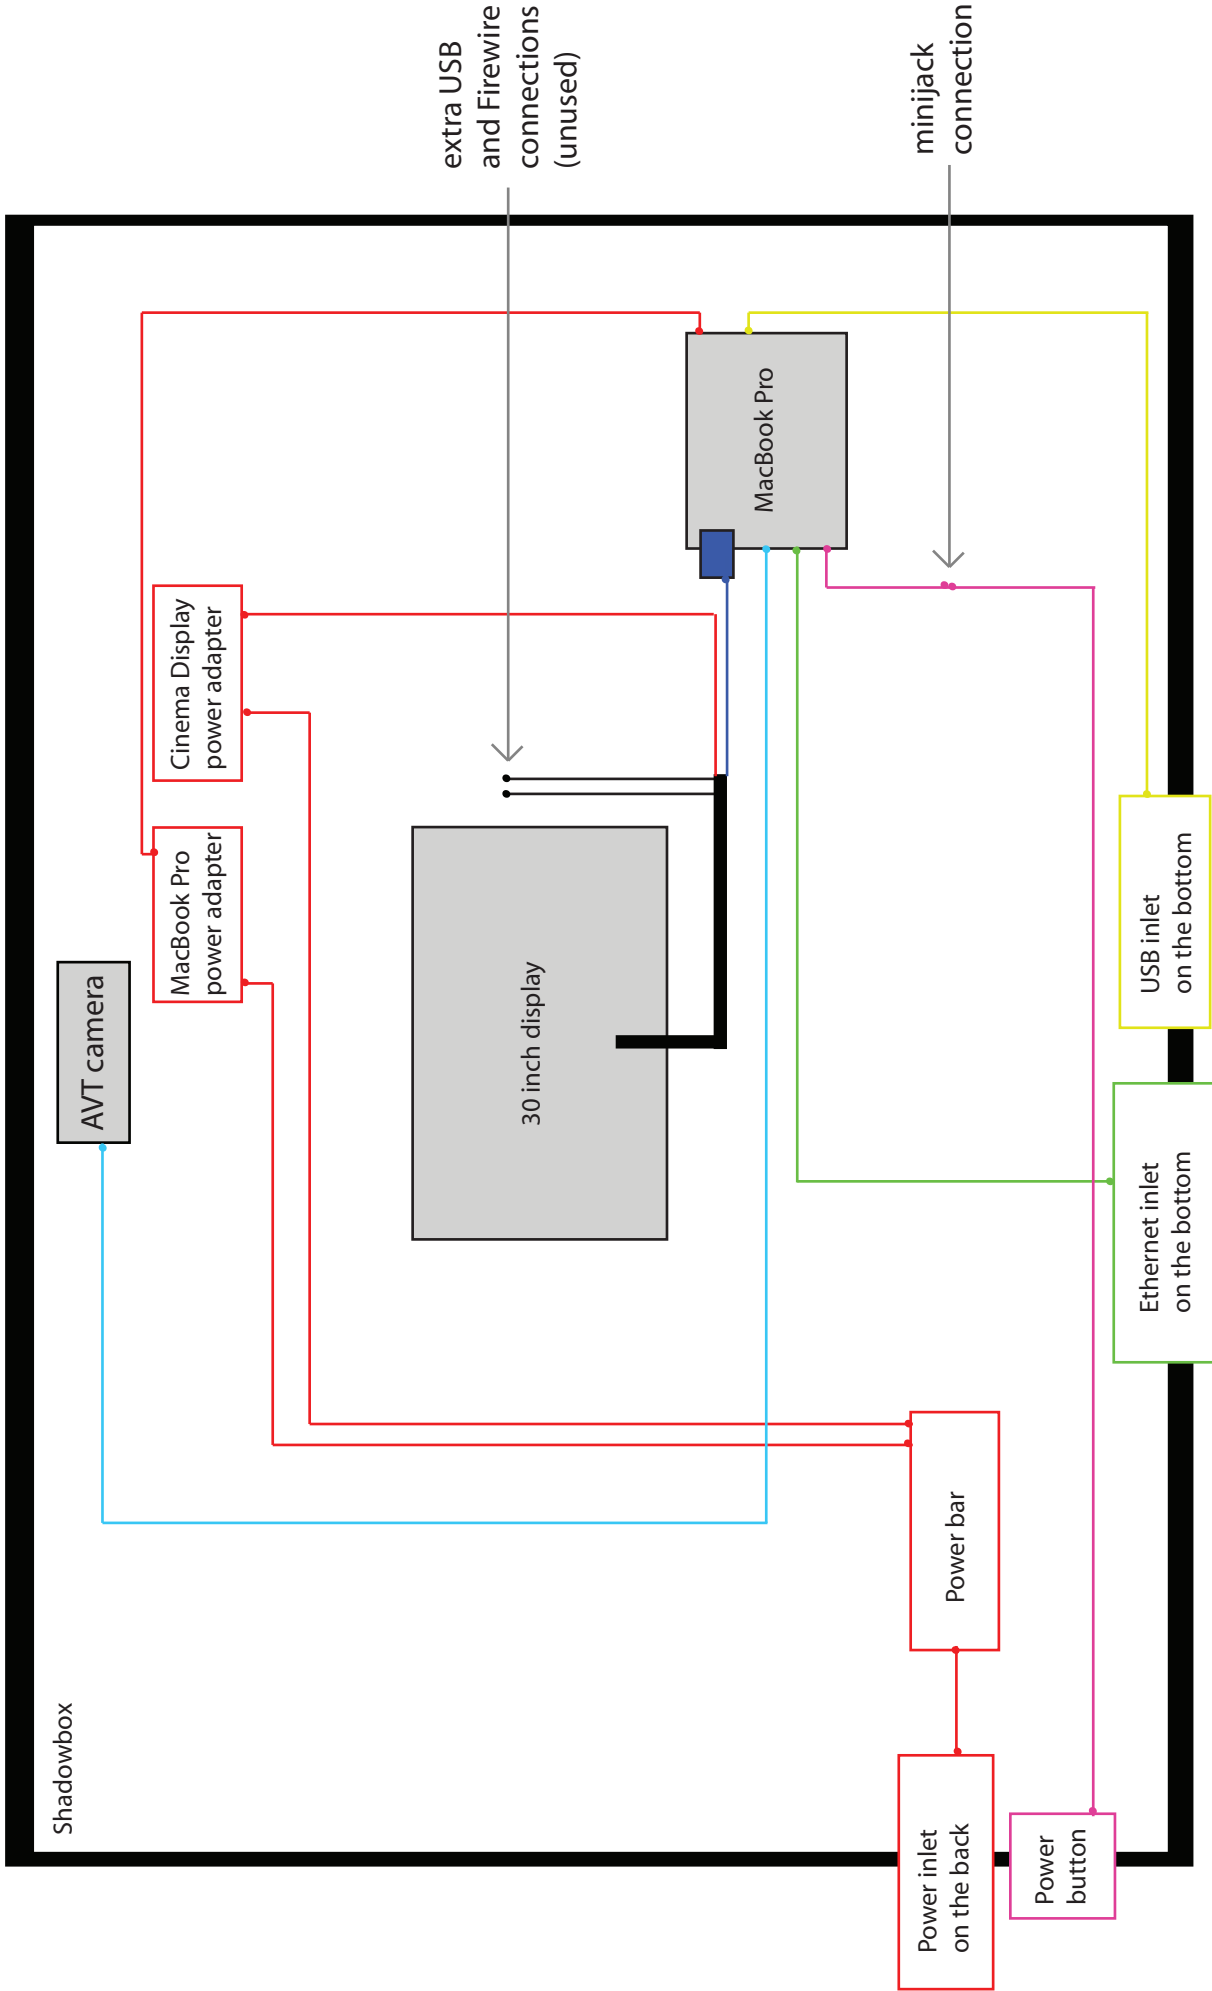 Shadowbox
AVT camera
MacBook Pro
power adapter
Cinema Display
power adapter
extra USB
and Firewire
connections
(unused)
30 inch display
MacBook Pro
minijack
connection
Power bar
Power inlet
on the back
Power
button
Ethernet inlet
on the bottom
USB inlet
on the bottom